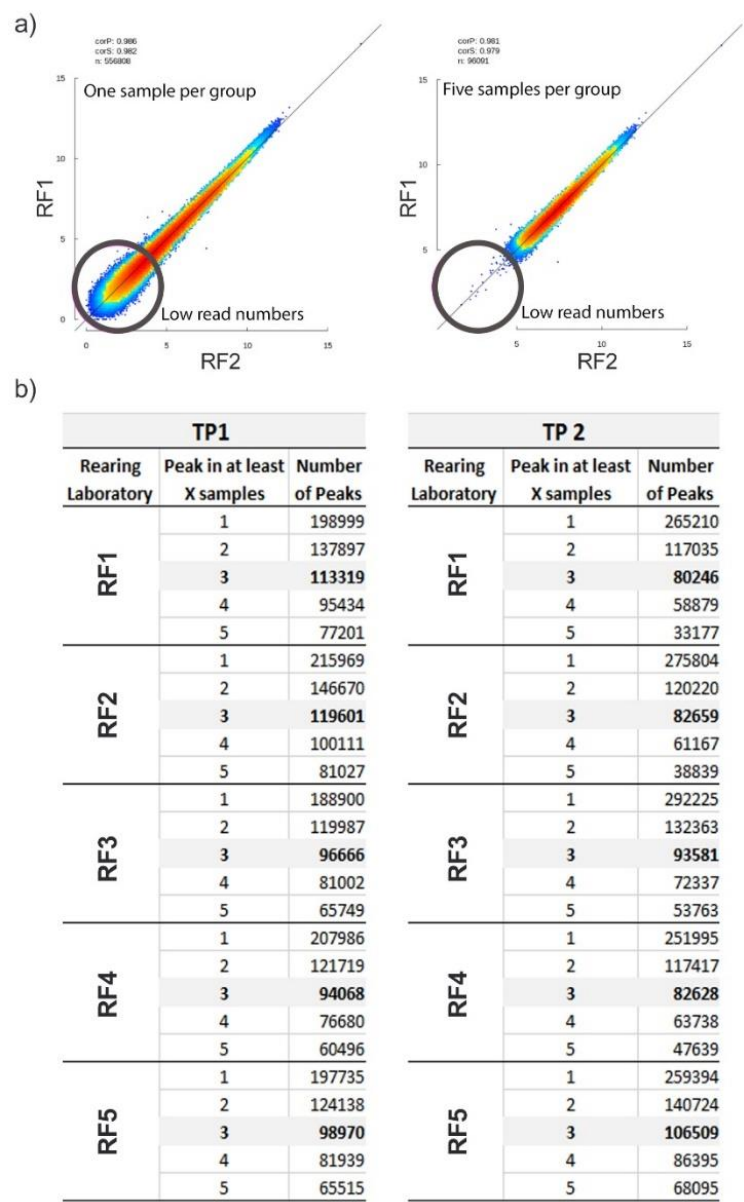 a)
corP: 0.986
corS: 0.982
n: 556808
One sample per group
15
10
5
0
RF1
Low read numbers
0
5
10
15
RF2
corP: 0.981
corS: 0.979
n: 96091
Five samples per group
15
10
5
RF1
Low read numbers
5
10
15
RF2
b)
TP1
Rearing Laboratory
Peak in at least X samples
Number of Peaks
RF1
1 198999
2 137897
3 113319
4 95434
5 77201
RF2
1 215969
2 146670
3 119601
4 100111
5 81027
RF3
1 188900
2 119987
3 96666
4 81002
5 65749
RF4
1 207986
2 121719
3 94068
4 76680
5 60496
RF5
1 197735
2 124138
3 98970
4 81939
5 65515
TP 2
Rearing Laboratory
Peak in at least X samples
Number of Peaks
RF1
1 265210
2 117035
3 80246
4 58879
5 33177
RF2
1 275804
2 120220
3 82659
4 61167
5 38839
RF3
1 292225
2 132363
3 93581
4 72337
5 53763
RF4
1 251995
2 117417
3 82628
4 63738
5 47639
RF5
1 259394
2 140724
3 106509
4 86395
5 68095